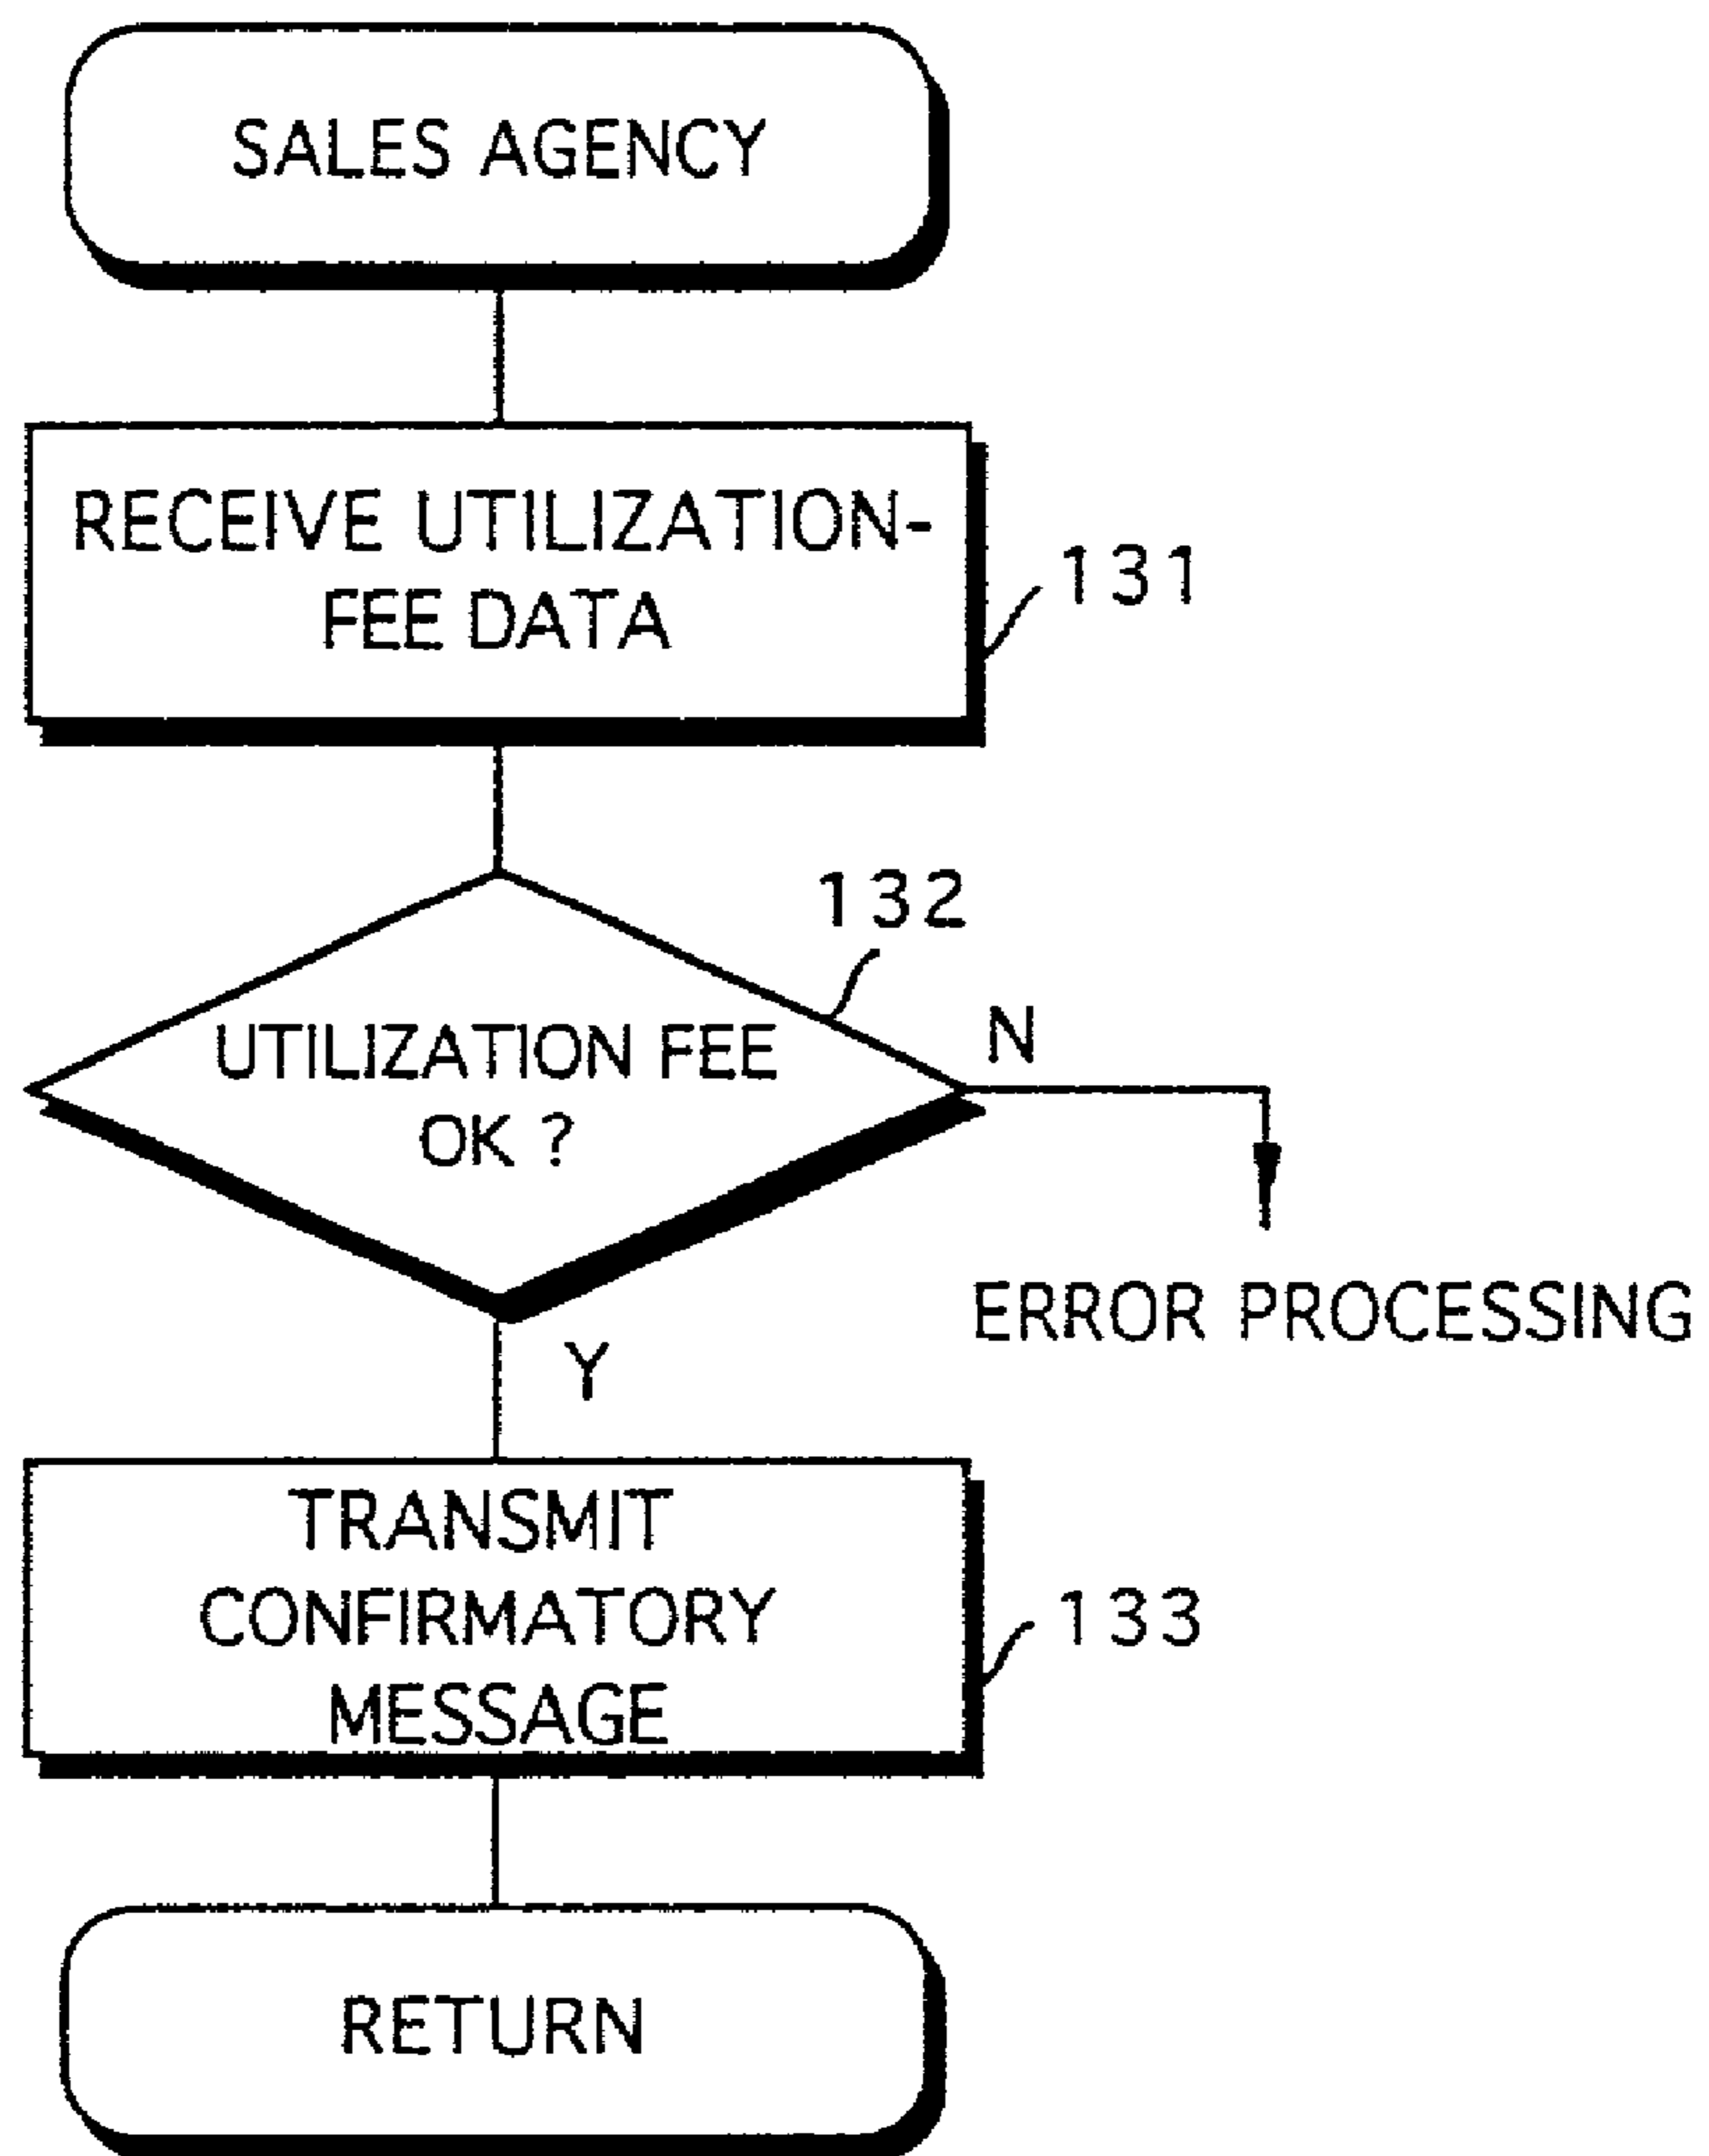 SALES AGENCY
RECEIVE UTILIZATION-
FEE DATA
131
132
UTILIZATION FEE
OK ?
N
ERROR PROCESSING
Y
TRANSMIT
CONFIRMATORY
MESSAGE
133
RETURN